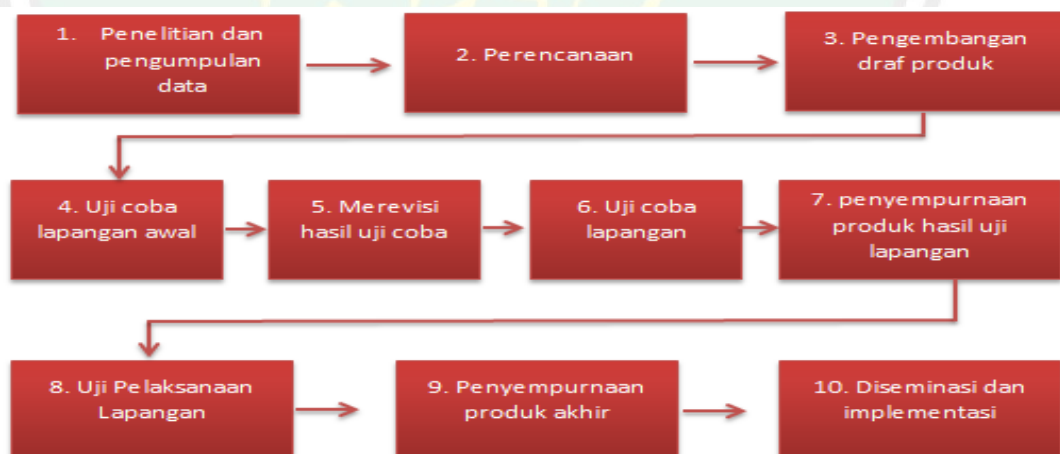 1. Penelitian dan
pengumpulan
data
2. Perencanaan
3. Pengembangan
draf produk
4. Uji coba
lapangan awal
5. Merevisi
hasil uji coba
6. Uji coba
lapangan
7. penyempurnaan
produk hasil uji
lapangan
8. Uji Pelaksanaan
Lapangan
9. Penyempurnaan
produk akhir
10. Diseminasi dan
implementasi